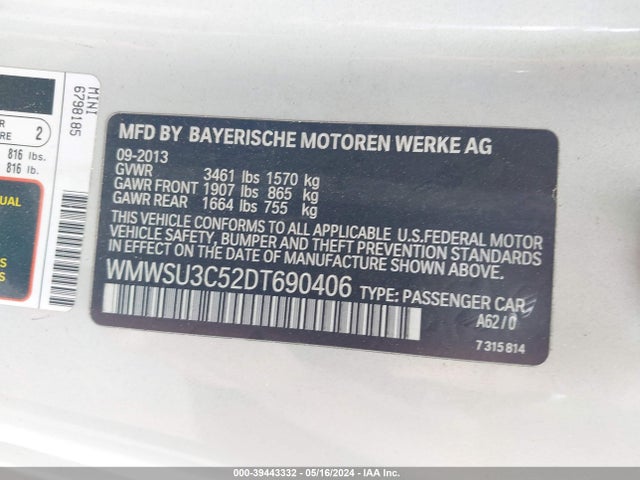 MINI
6798185
R
RE 2
816 lbs.
816 lb.
UAL
S
S
MFD BY BAYERISCHE MOTOREN WERKE AG
09-2013
GVWR 3461 lbs 1570 kg
GAWR FRONT 1907 lbs 865 kg
GAWR REAR 1664 lbs 755 kg
THIS VEHICLE CONFORMS TO ALL APPLICABLE U.S.FEDERAL MOTOR
VEHICLE SAFETY, BUMPER AND THEFT PREVENTION STANDARDS
IN EFFECT ON THE DATE OF MANUFACTURE SHOWN ABOVE.
WMWSU3C52DT690406 TYPE: PASSENGER CAR
A62/0
7 315 814
000-39443332 - 05/16/2024 - IAA Inc.